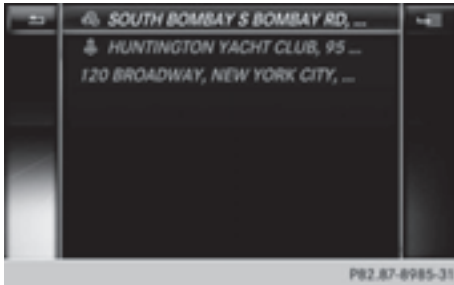 SOUTH BOMBAY S BOMBAY RD, ...
HUNTINGTON YACHT CLUB, 95 ...
120 BROADWAY, NEW YORK CITY, ...
P82.87-8985-31